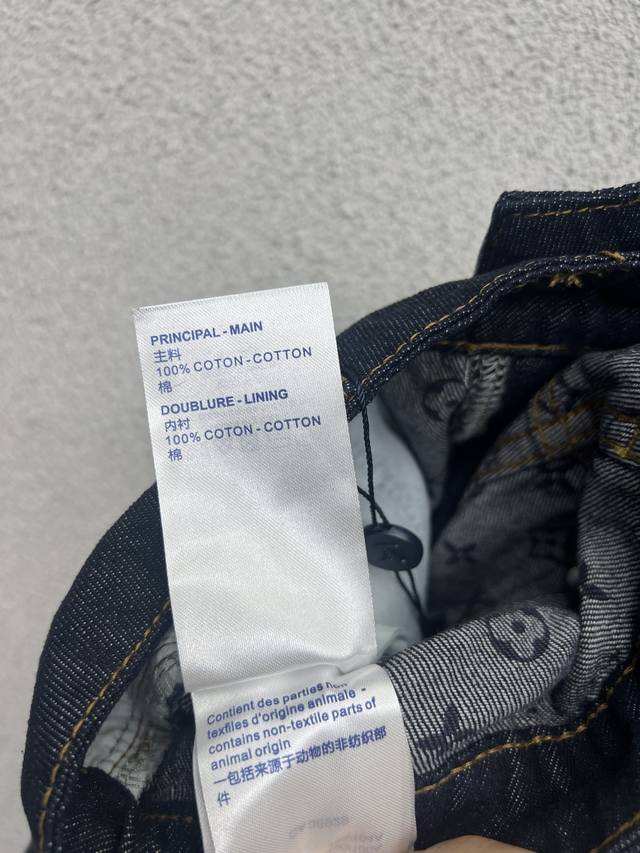 PRINCIPAL - MAIN
主料
100% COTON - COTTON
棉
DOUBLURE - LINING
内衬
100% COTON - COTTON
棉
Contient des parties non
texfiles d'origine animale -
contains non-textile parts of
animal origin
一包括来源于动物的非纺织部
件